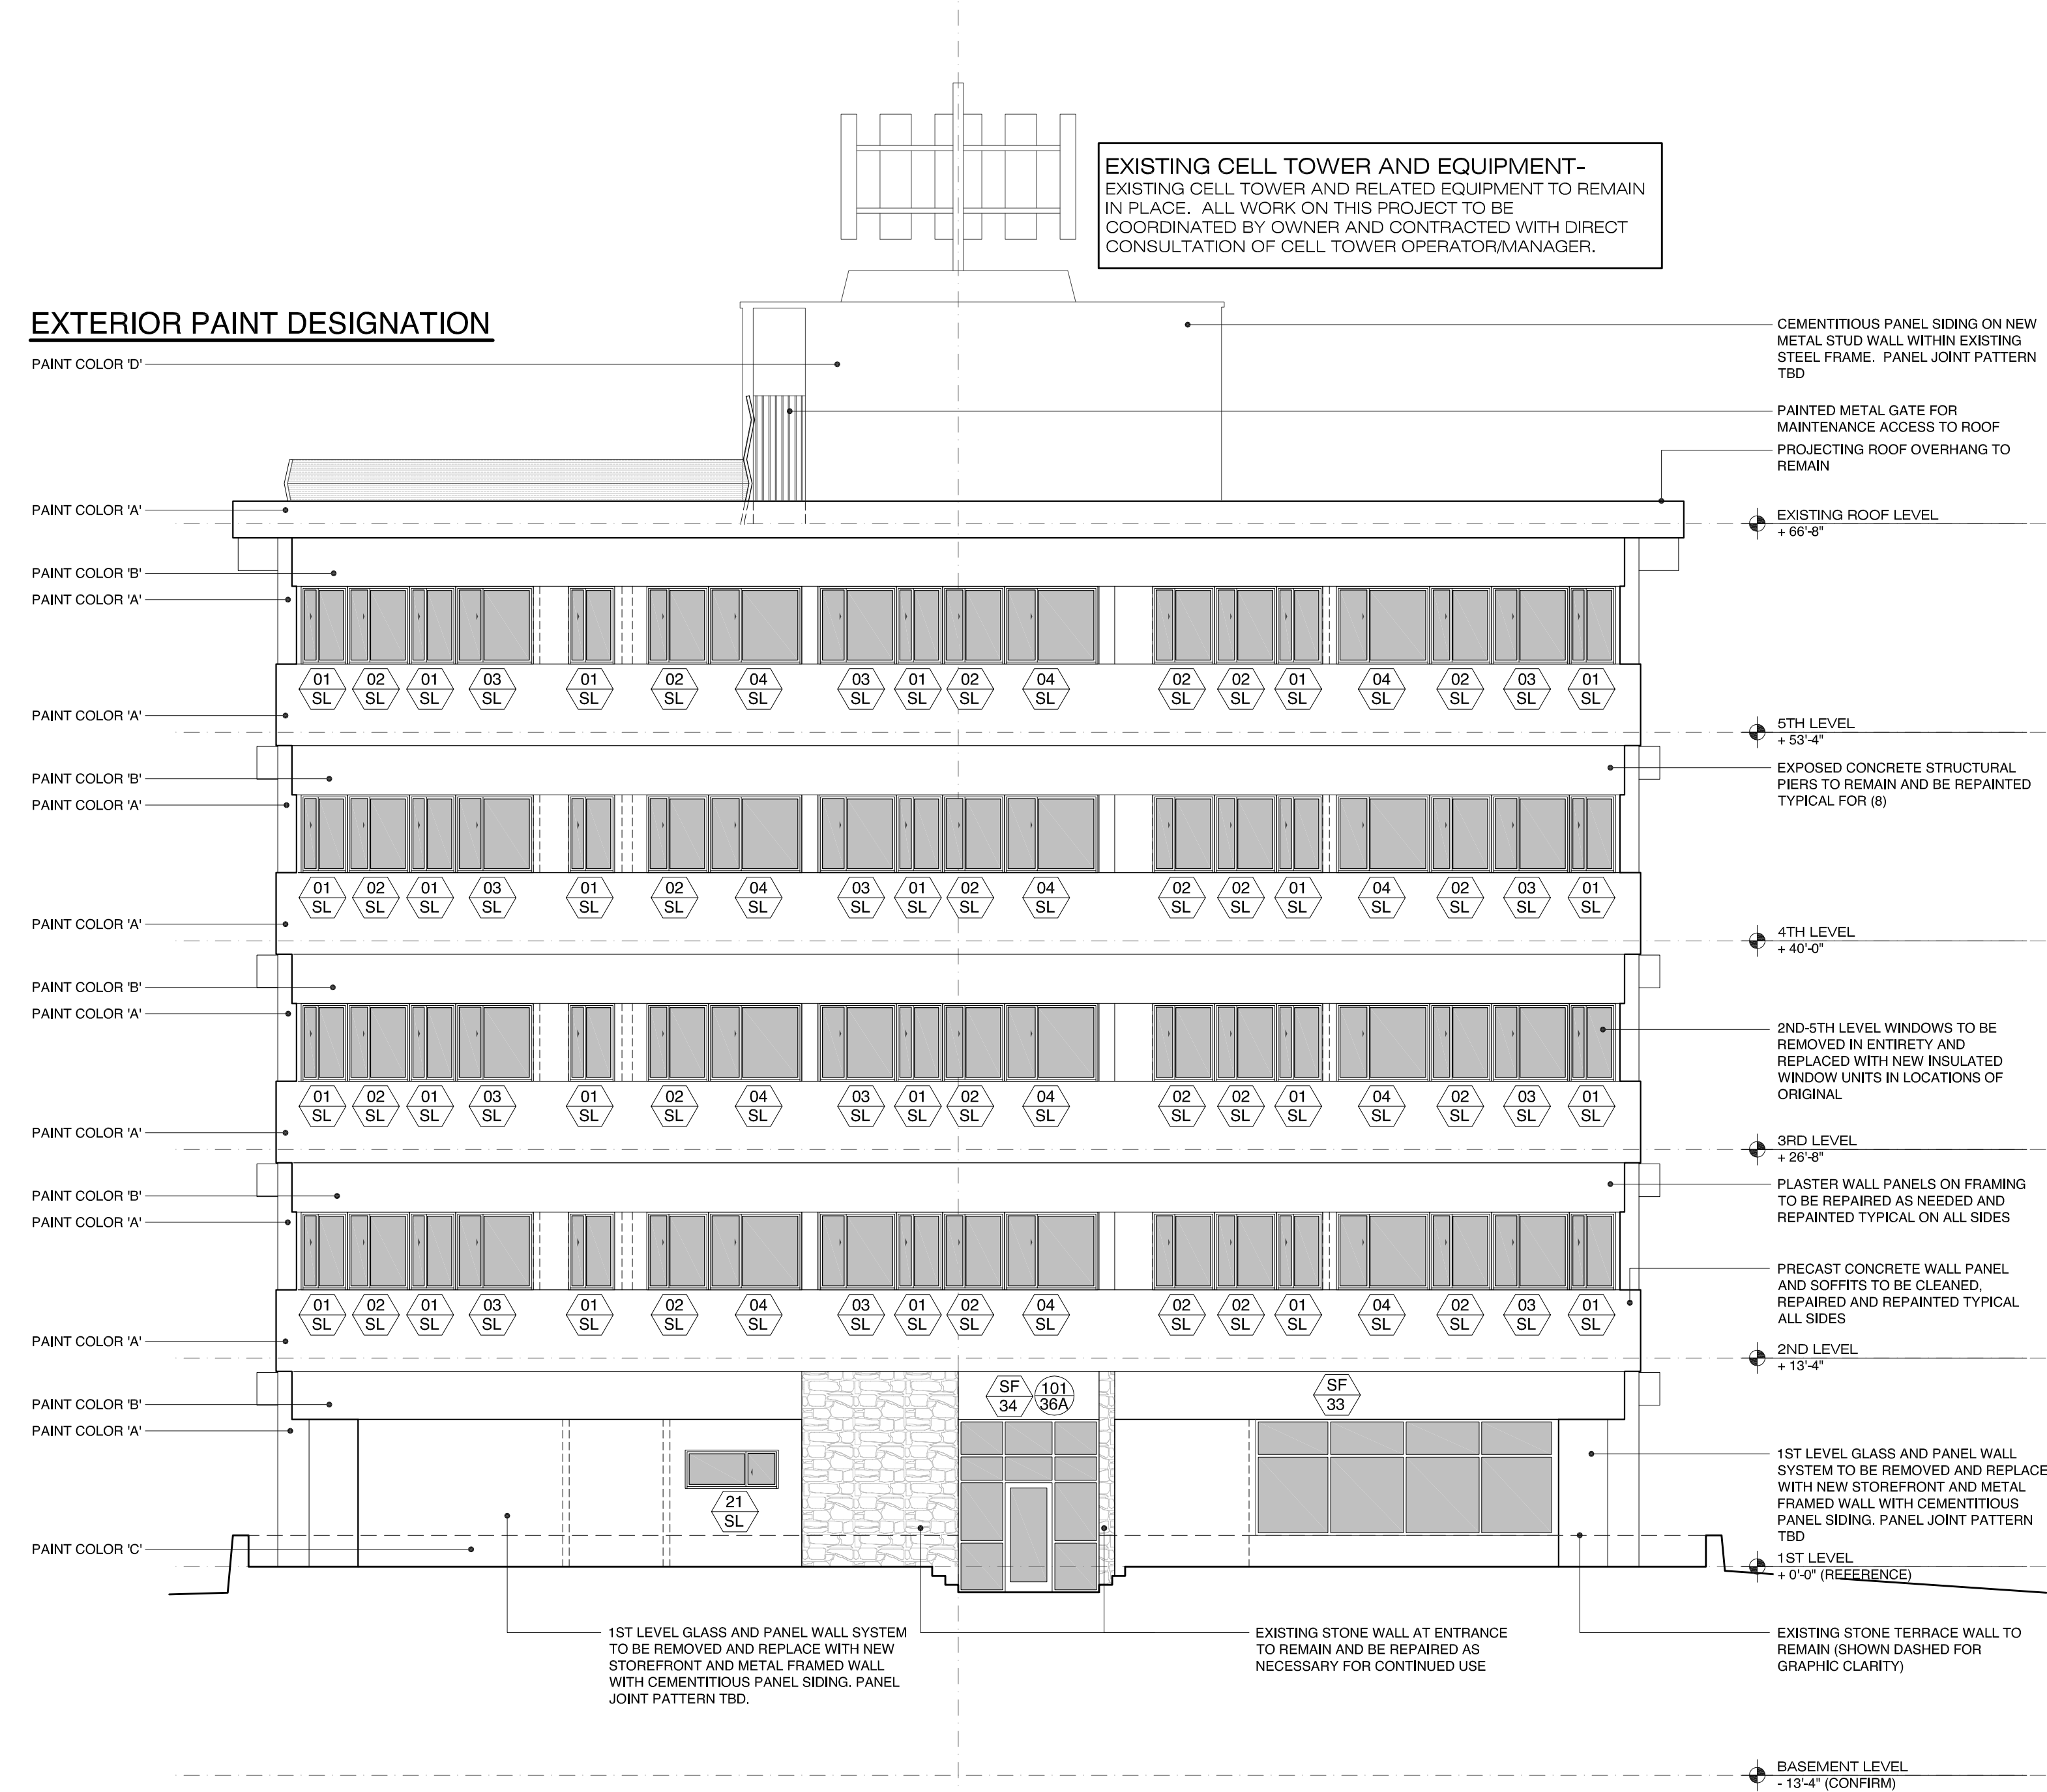 EXISTING CELL TOWER AND EQUIPMENT-
EXISTING CELL TOWER AND RELATED EQUIPMENT TO REMAIN
IN PLACE. ALL WORK ON THIS PROJECT TO BE
COORDINATED BY OWNER AND CONTRACTED WITH DIRECT
CONSULTATION OF CELL TOWER OPERATOR/MANAGER.
EXTERIOR PAINT DESIGNATION
PAINT COLOR 'D'
CEMENTITIOUS PANEL SIDING ON NEW
METAL STUD WALL WITHIN EXISTING
STEEL FRAME. PANEL JOINT PATTERN
TBD
PAINTED METAL GATE FOR
MAINTENANCE ACCESS TO ROOF
PROJECTING ROOF OVERHANG TO
REMAIN
PAINT COLOR 'A'
EXISTING ROOF LEVEL
+ 66'-8"
PAINT COLOR 'B'
PAINT COLOR 'A'
01 02 01 03 01 02 04 03 01 02 04 02 02 01 04 02 03 01
SL SL SL SL SL SL SL SL SL SL SL SL SL SL SL SL SL SL
PAINT COLOR 'A'
5TH LEVEL
+ 53'-4"
PAINT COLOR 'B'
EXPOSED CONCRETE STRUCTURAL
PIERS TO REMAIN AND BE REPAINTED
TYPICAL FOR (8)
PAINT COLOR 'A'
01 02 01 03 01 02 04 03 01 02 04 02 02 01 04 02 03 01
SL SL SL SL SL SL SL SL SL SL SL SL SL SL SL SL SL SL
PAINT COLOR 'A'
4TH LEVEL
+ 40'-0"
PAINT COLOR 'B'
PAINT COLOR 'A'
2ND-5TH LEVEL WINDOWS TO BE
REMOVED IN ENTIRETY AND
REPLACED WITH NEW INSULATED
WINDOW UNITS IN LOCATIONS OF
ORIGINAL
01 02 01 03 01 02 04 03 01 02 04 02 02 01 04 02 03 01
SL SL SL SL SL SL SL SL SL SL SL SL SL SL SL SL SL SL
PAINT COLOR 'A'
3RD LEVEL
+ 26'-8"
PAINT COLOR 'B'
PLASTER WALL PANELS ON FRAMING
TO BE REPAIRED AS NEEDED AND
REPAINTED TYPICAL ON ALL SIDES
PAINT COLOR 'A'
PRECAST CONCRETE WALL PANEL
AND SOFFITS TO BE CLEANED,
REPAIRED AND REPAINTED TYPICAL
ALL SIDES
01 02 01 03 01 02 04 03 01 02 04 02 02 01 04 02 03 01
SL SL SL SL SL SL SL SL SL SL SL SL SL SL SL SL SL SL
PAINT COLOR 'A'
2ND LEVEL
+ 13'-4"
SF 101 SF
34 36A 33
PAINT COLOR 'B'
PAINT COLOR 'A'
1ST LEVEL GLASS AND PANEL WALL
SYSTEM TO BE REMOVED AND REPLACE
WITH NEW STOREFRONT AND METAL
FRAMED WALL WITH CEMENTITIOUS
PANEL SIDING. PANEL JOINT PATTERN
TBD
21
SL
PAINT COLOR 'C'
1ST LEVEL
+ 0'-0" (REFERENCE)
1ST LEVEL GLASS AND PANEL WALL SYSTEM
TO BE REMOVED AND REPLACE WITH NEW
STOREFRONT AND METAL FRAMED WALL
WITH CEMENTITIOUS PANEL SIDING. PANEL
JOINT PATTERN TBD.
EXISTING STONE WALL AT ENTRANCE
TO REMAIN AND BE REPAIRED AS
NECESSARY FOR CONTINUED USE
EXISTING STONE TERRACE WALL TO
REMAIN (SHOWN DASHED FOR
GRAPHIC CLARITY)
BASEMENT LEVEL
- 13'-4" (CONFIRM)